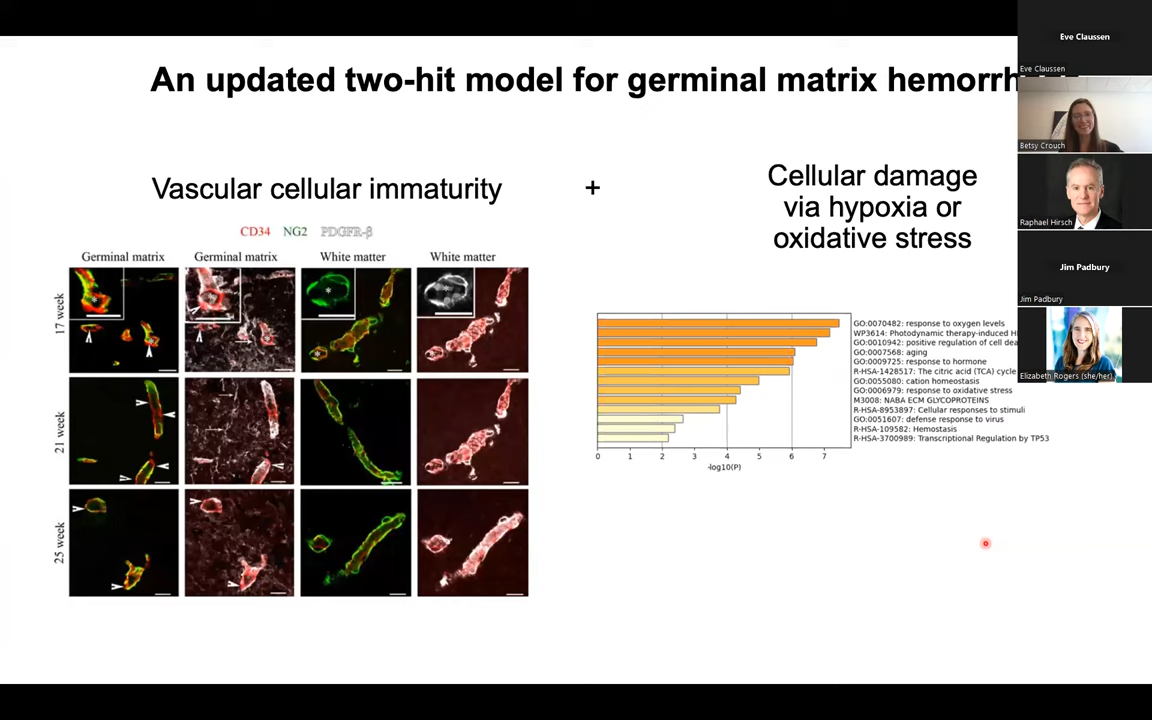 An updated two-hit model for germinal matrix hemorrh
Vascular cellular immaturity
+
Cellular damage
via hypoxia or
oxidative stress
CD34 NG2 PDGFR-β
Germinal matrix Germinal matrix White matter White matter
17 week
21 week
25 week
GO:0070482: response to oxygen levels
WP3614: Photodynamic therapy-induced H
GO:0010942: positive regulation of cell dea
GO:0007568: aging
GO:0009725: response to hormone
R-HSA-1428517: The citric acid (TCA) cycle
GO:0055080: cation homeostasis
GO:0006979: response to oxidative stress
M3008: NABA ECM GLYCOPROTEINS
R-HSA-8953897: Cellular responses to stimuli
GO:0051607: defense response to virus
R-HSA-109582: Hemostasis
R-HSA-3700989: Transcriptional Regulation by TP53
0 1 2 3 4 5 6 7
-log10(P)
Eve Claussen
Eve Claussen
Betsy Crouch
Raphael Hirsch
Jim Padbury
Jim Padbury
Elizabeth Rogers (she/her)